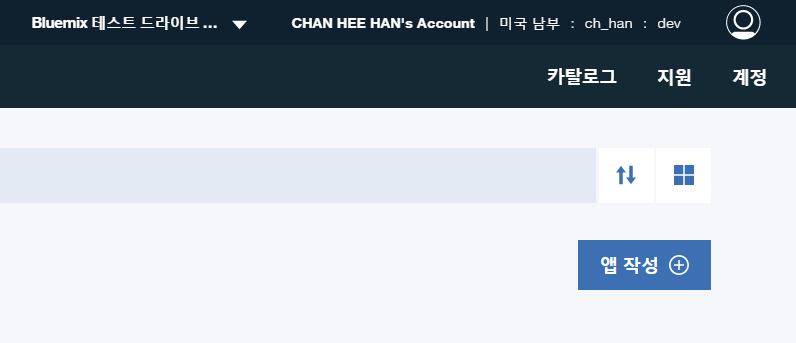 Bluemix 테스트 드라이브 ... CHAN HEE HAN's Account | 미국 남부 : ch_han : dev
카탈로그 지원 계정
앱 작성